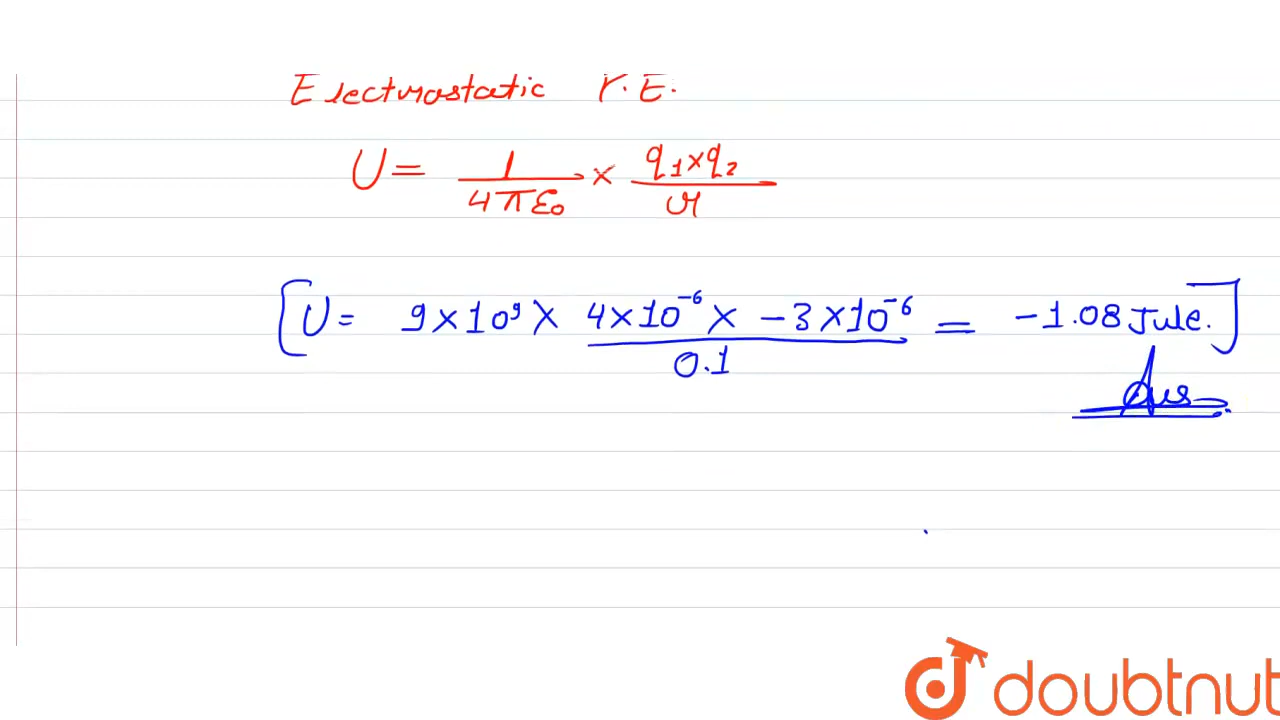 Electrostatic P.E.
U = 1/4πε₀ × q₁×q₂/r
[U = 9×10⁹ × 4×10⁻⁶ × -3×10⁻⁶/0.1 = -1.08 Jule.]
Ans
doubtnut